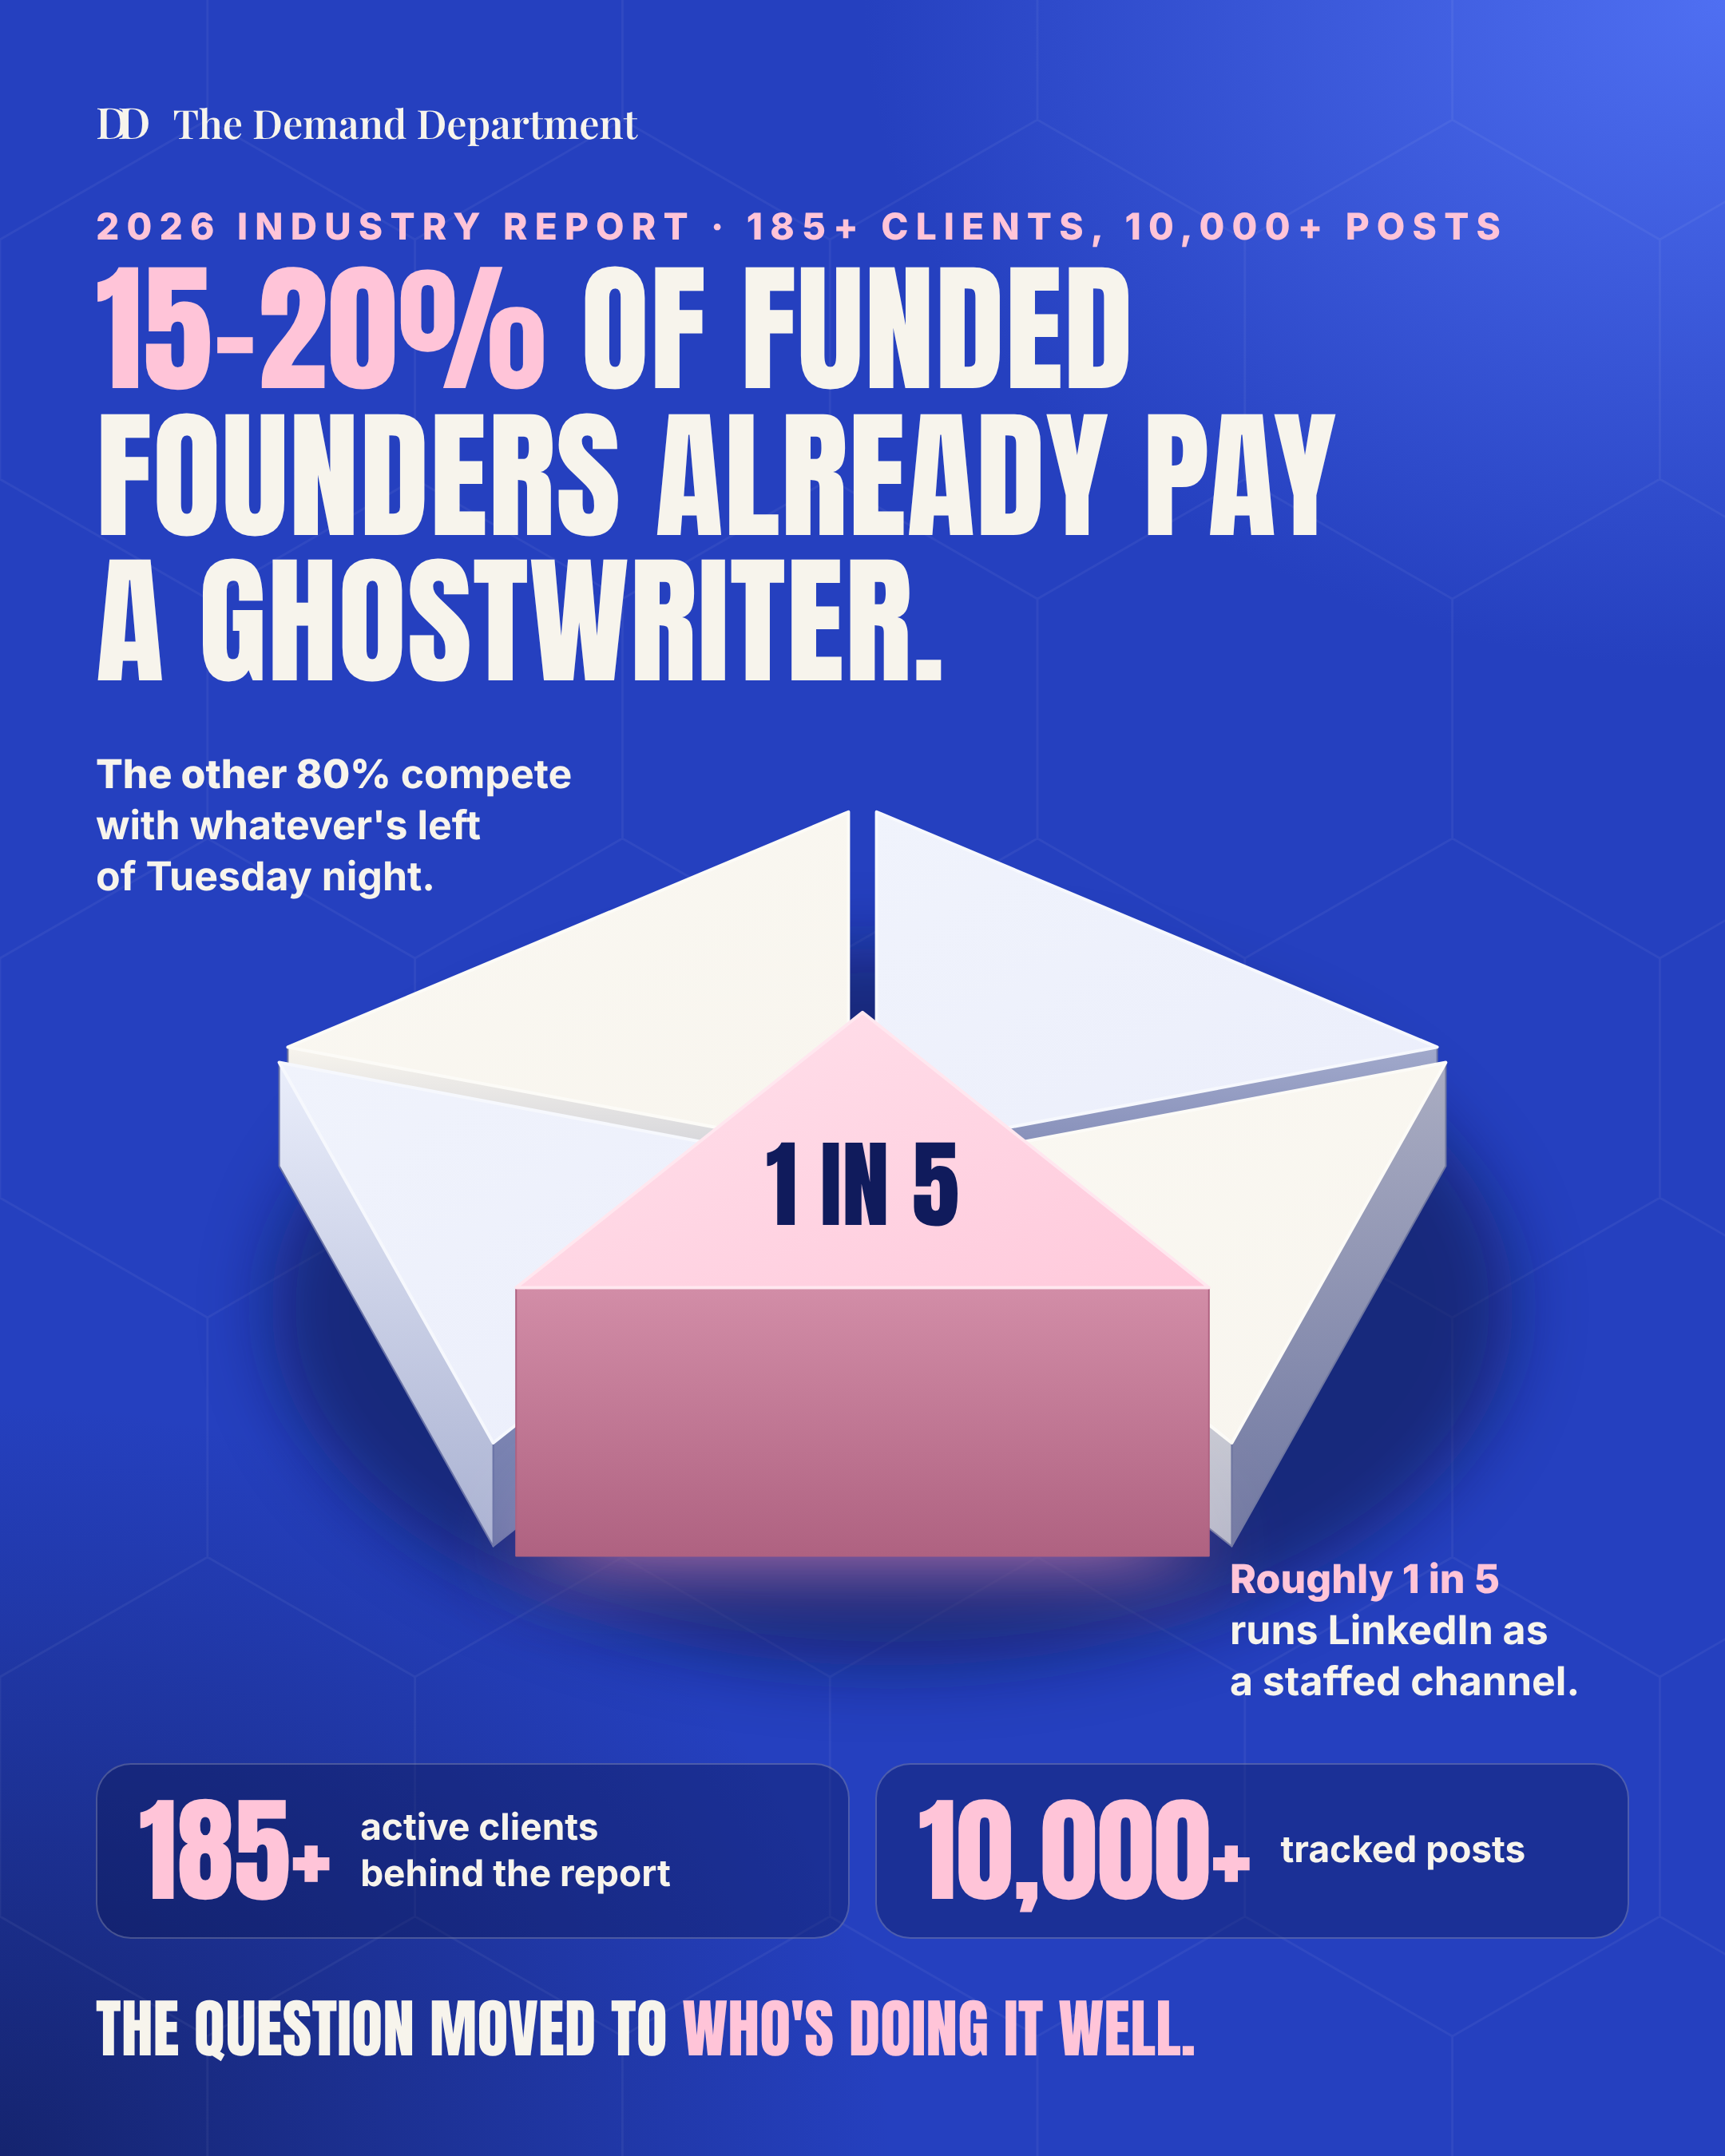 DD The Demand Department
2026 INDUSTRY REPORT · 185+ CLIENTS, 10,000+ POSTS
15-20% OF FUNDED
FOUNDERS ALREADY PAY
A GHOSTWRITER.
The other 80% compete
with whatever's left
of Tuesday night.
1 IN 5
Roughly 1 in 5
runs LinkedIn as
a staffed channel.
185+ active clients
behind the report
10,000+ tracked posts
THE QUESTION MOVED TO WHO'S DOING IT WELL.